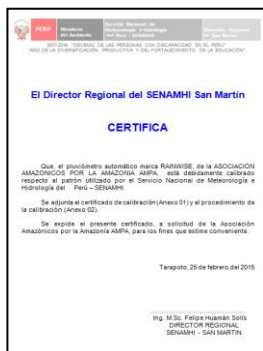 PERÚ
Ministerio del Ambiente
Servicio Nacional de Meteorología e Hidrología del Perú - SENAMHI
Dirección Regional San Martín
2007-2016 "DECENIO DE LAS PERSONAS CON DISCAPACIDAD EN EL PERÚ"
"AÑO DE LA DIVERSIFICACIÓN PRODUCTIVA Y DEL FORTALECIMIENTO DE LA EDUCACIÓN"
El Director Regional del SENAMHI San Martín
CERTIFICA
Que, el pluviómetro automático marca RAINWISE, de la ASOCIACIÓN
AMAZONICOS POR LA AMAZONIA AMPA, está debidamente calibrado
respecto al patrón utilizado por el Servicio Nacional de Meteorología e
Hidrología del Perú – SENAMHI.
Se adjunta el certificado de calibración (Anexo 01) y el procedimiento de
la calibración (Anexo 02).
Se expide el presente certificado, a solicitud de la Asociación
Amazónicos por la Amazonía AMPA, para los fines que estime conveniente.
Tarapoto, 25 de febrero del 2015
Ing. M.Sc. Felipe Huamán Solís
DIRECTOR REGIONAL
SENAMHI – SAN MARTIN